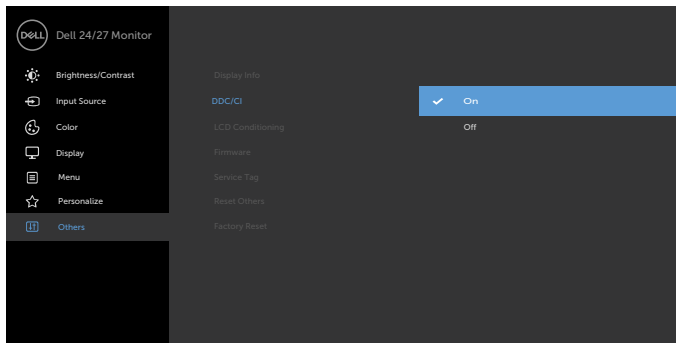 DELL
Dell 24/27 Monitor
Brightness/Contrast
Input Source
Color
Display
Menu
Personalize
Others
Display Info
DDC/CI
LCD Conditioning
Firmware
Service Tag
Reset Others
Factory Reset
On
Off